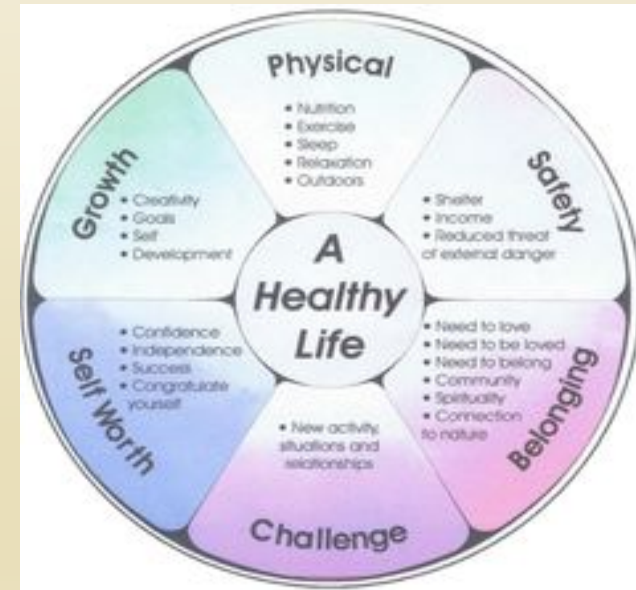 Physical
• Nutrition
• Exercise
• Sleep
• Relaxation
• Outdoors
Safety
• Shelter
• Income
• Reduced threat
of external danger
Belonging
• Need to love
• Need to be loved
• Need to belong
• Community
• Spirituality
• Connection
to nature
Challenge
• New activity,
situations and
relationships
Self Worth
• Confidence
• Independence
• Success
• Congratulate
yourself
Growth
• Creativity
• Goals
• Self
• Development
A
Healthy
Life